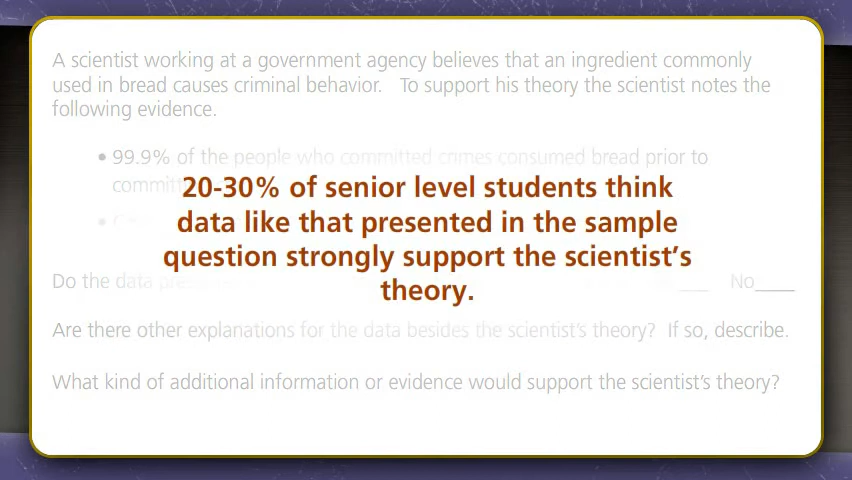 A scientist working at a government agency believes that an ingredient commonly
used in bread causes criminal behavior. To support his theory the scientist notes the
following evidence.
• 99.9% of the people who committed crimes consumed bread prior to
20-30% of senior level students think
data like that presented in the sample
question strongly support the scientist's
theory.
Do the data
No____
Are there other explanations for the data besides the scientist's theory? If so, describe.
What kind of additional information or evidence would support the scientist's theory?